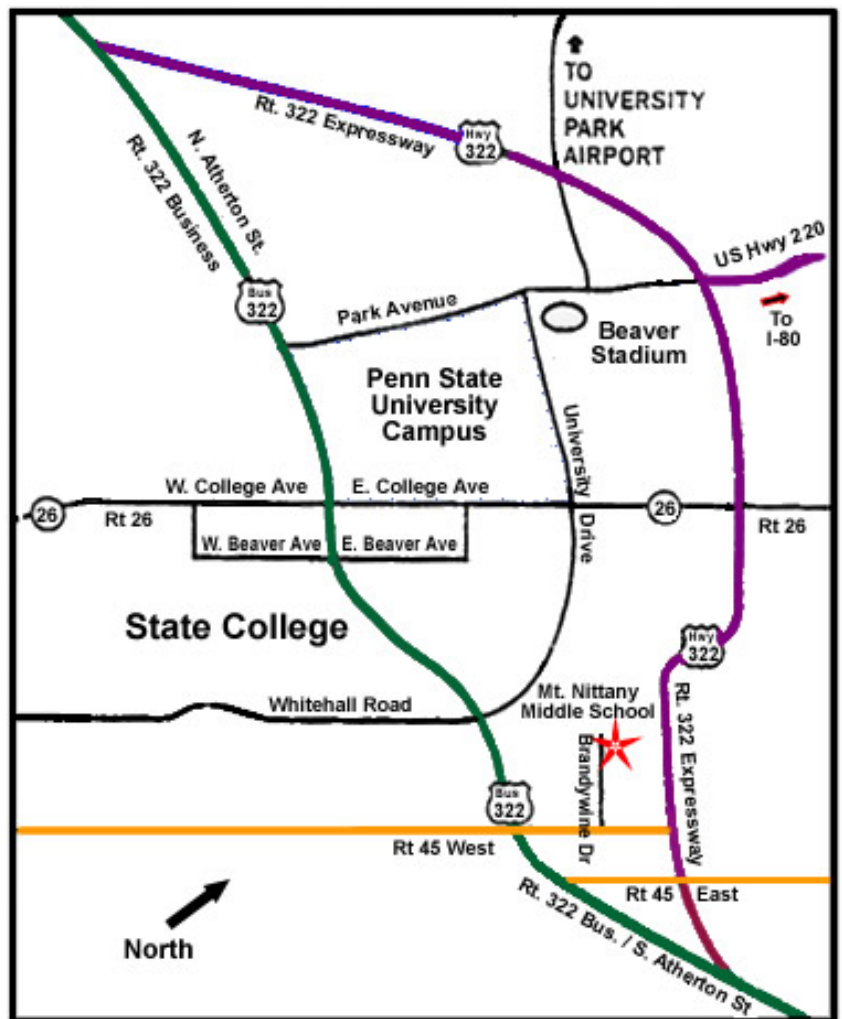 TO
UNIVERSITY
PARK
AIRPORT
Rt. 322 Expressway
Hwy
322
N. Atherton St.
Rt. 322 Business
US Hwy 220
To
I-80
Bus
322
Park Avenue
Beaver
Stadium
Penn State
University
Campus
University
Drive
W. College Ave
E. College Ave
26
Rt 26
26
Rt 26
W. Beaver Ave
E. Beaver Ave
State College
Hwy
322
Whitehall Road
Mt. Nittany
Middle School
Brandywine Dr
Rt. 322 Expressway
Bus
322
Rt 45 West
Rt 45 East
Rt. 322 Bus. / S. Atherton St
North